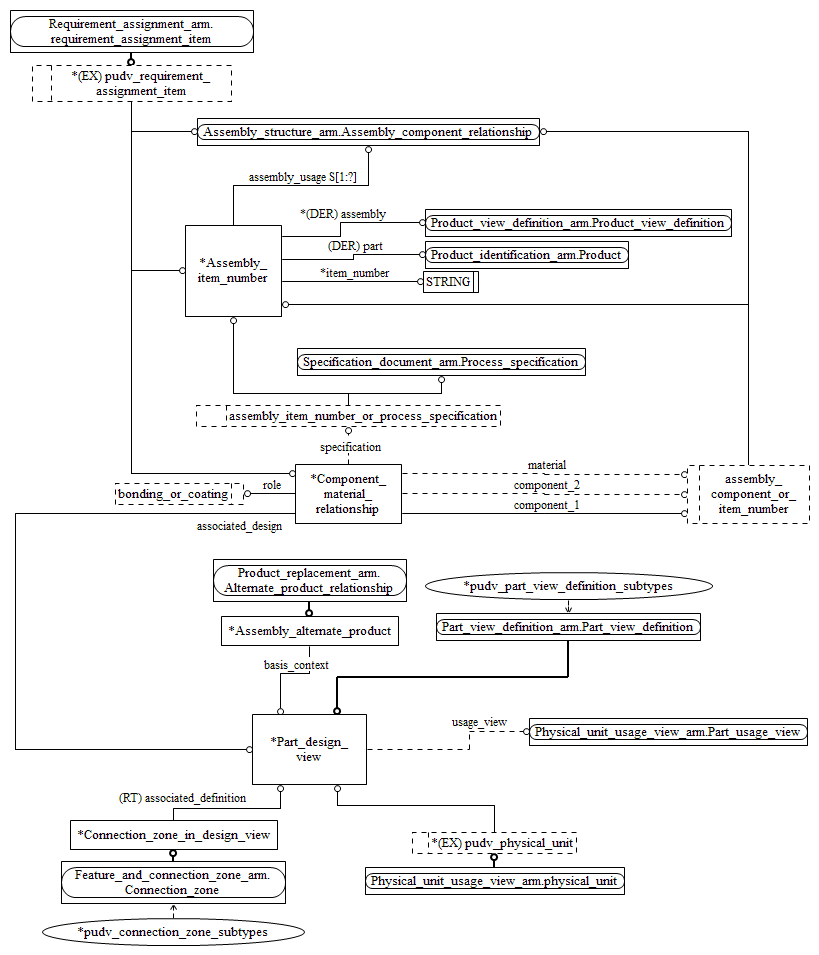 Requirement_assignment_arm.
requirement_assignment_item
*(EX) pudv_requirement_
assignment_item
Assembly_structure_arm.Assembly_component_relationship
assembly_usage S[1:?]
*(DER) assembly
Product_view_definition_arm.Product_view_definition
(DER) part
Product_identification_arm.Product
*Assembly_
item_number
*item_number
STRING
Specification_document_arm.Process_specification
assembly_item_number_or_process_specification
specification
*Component_
material_
relationship
role
bonding_or_coating
associated_design
material
component_2
component_1
assembly_
component_or_
item_number
Product_replacement_arm.
Alternate_product_relationship
*pudv_part_view_definition_subtypes
*Assembly_alternate_product
Part_view_definition_arm.Part_view_definition
basis_context
*Part_design_
view
usage_view
Physical_unit_usage_view_arm.Part_usage_view
(RT) associated_definition
*Connection_zone_in_design_view
*(EX) pudv_physical_unit
Feature_and_connection_zone_arm.
Connection_zone
Physical_unit_usage_view_arm.physical_unit
*pudv_connection_zone_subtypes